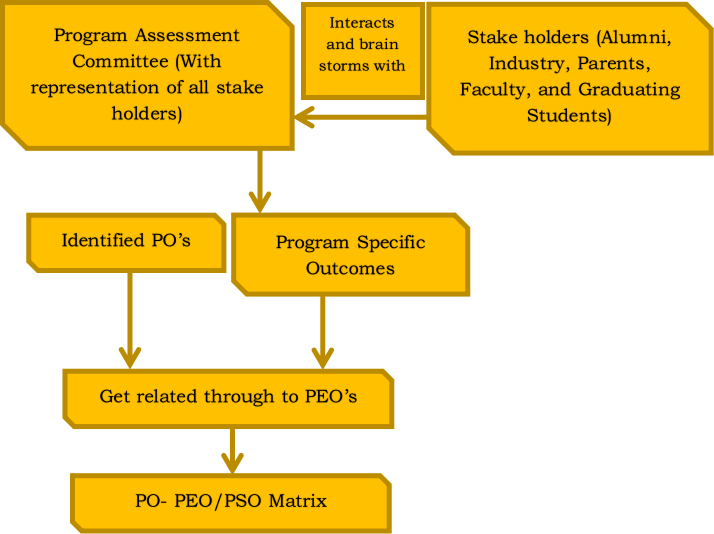 Program Assessment
Committee (With
representation of all stake
holders)
Interacts
and brain
storms with
Stake holders (Alumni,
Industry, Parents,
Faculty, and Graduating
Students)
Identified PO’s
Program Specific
Outcomes
Get related through to PEO’s
PO- PEO/PSO Matrix